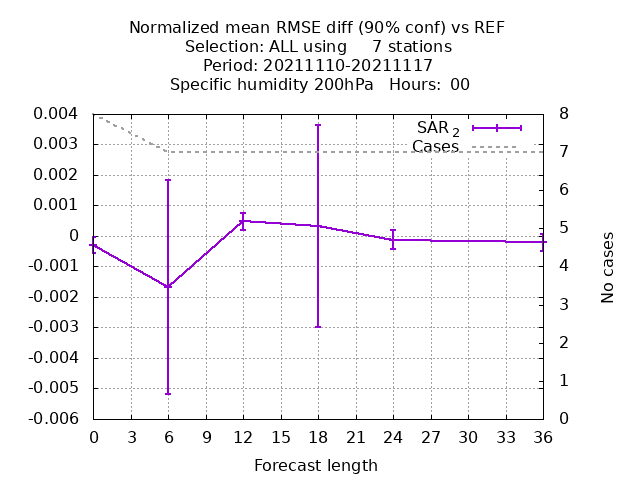 Normalized mean RMSE diff (90% conf) vs REF
Selection: ALL using     7 stations
Period: 20211110-20211117
Specific humidity 200hPa   Hours:  00
SAR 2
Cases
0.004
0.003
0.002
0.001
0
-0.001
-0.002
-0.003
-0.004
-0.005
-0.006
8
7
6
5
4
3
2
1
0
No cases
0 3 6 9 12 15 18 21 24 27 30 33 36
Forecast length